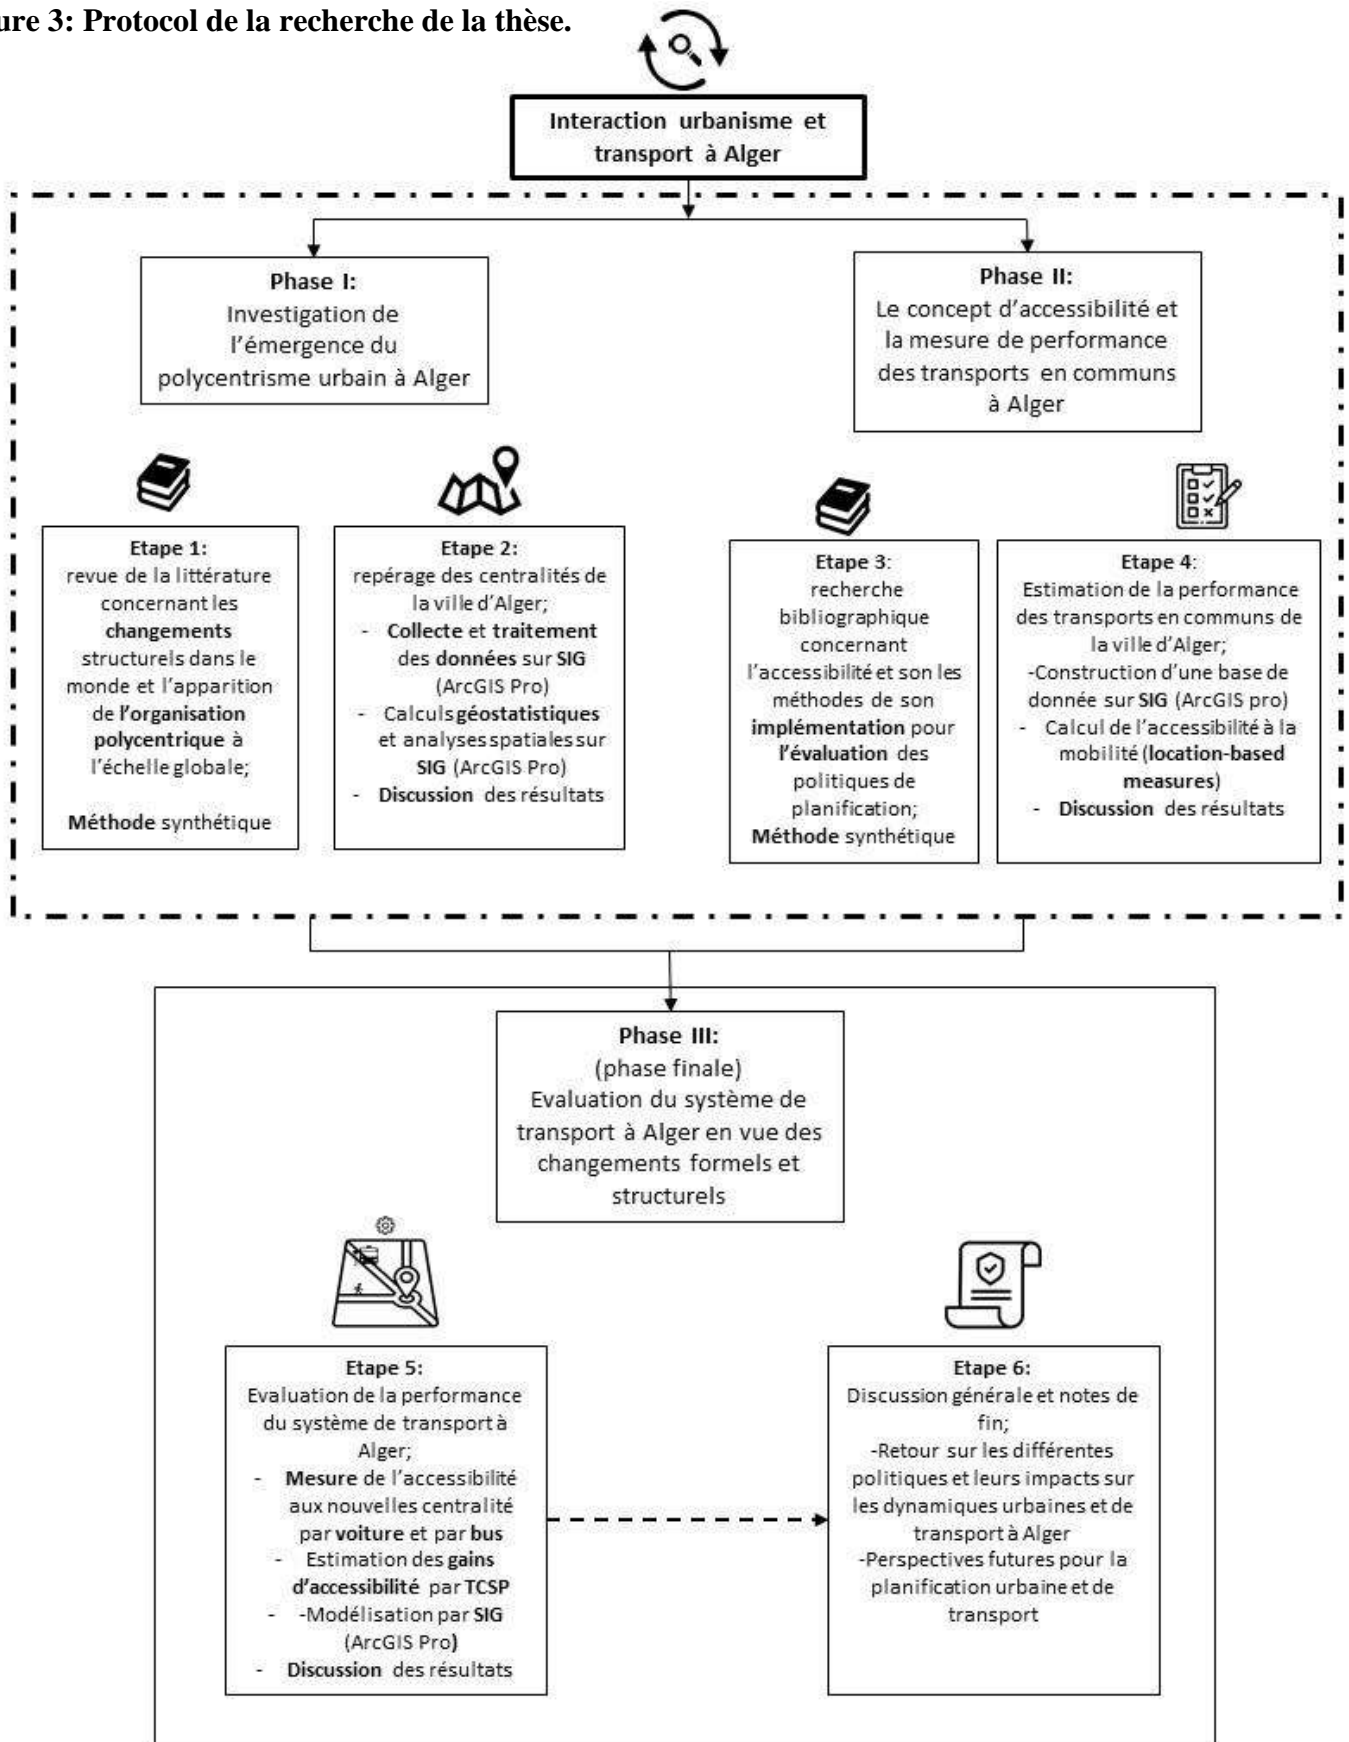 ure 3: Protocol de la recherche de la thèse.
Interaction urbanisme et
transport à Alger
Phase I:
Investigation de
l'émergence du
polycentrisme urbain à Alger
Phase II:
Le concept d'accessibilité et
la mesure de performance
des transports en communs
à Alger
Etape 1:
revue de la littérature
concernant les
changements
structurels dans le
monde et l'apparition
de l'organisation
polycentrique à
l'échelle globale;
Méthode synthétique
Etape 2:
repérage des centralités de
la ville d'Alger;
- Collecte et traitement
des données sur SIG
(ArcGIS Pro)
- Calculs géostatistiques
et analyses spatiales sur
SIG (ArcGIS Pro)
- Discussion des résultats
Etape 3:
recherche
bibliographique
concernant
l'accessibilité et son les
méthodes de son
implémentation pour
l'évaluation des
politiques de
planification;
Méthode synthétique
Etape 4:
Estimation de la performance
des transports en communs de
la ville d'Alger;
-Construction d'une base de
donnée sur SIG (ArcGIS pro)
- Calcul de l'accessibilité à la
mobilité (location-based
measures)
- Discussion des résultats
Phase III:
(phase finale)
Evaluation du système de
transport à Alger en vue des
changements formels et
structurels
Etape 5:
Evaluation de la performance
du système de transport à
Alger;
- Mesure de l'accessibilité
aux nouvelles centralité
par voiture et par bus
- Estimation des gains
d'accessibilité par TCSP
- -Modélisation par SIG
(ArcGIS Pro)
- Discussion des résultats
Etape 6:
Discussion générale et notes de
fin;
-Retour sur les différentes
politiques et leurs impacts sur
les dynamiques urbaines et de
transport à Alger
-Perspectives futures pour la
planification urbaine et de
transport